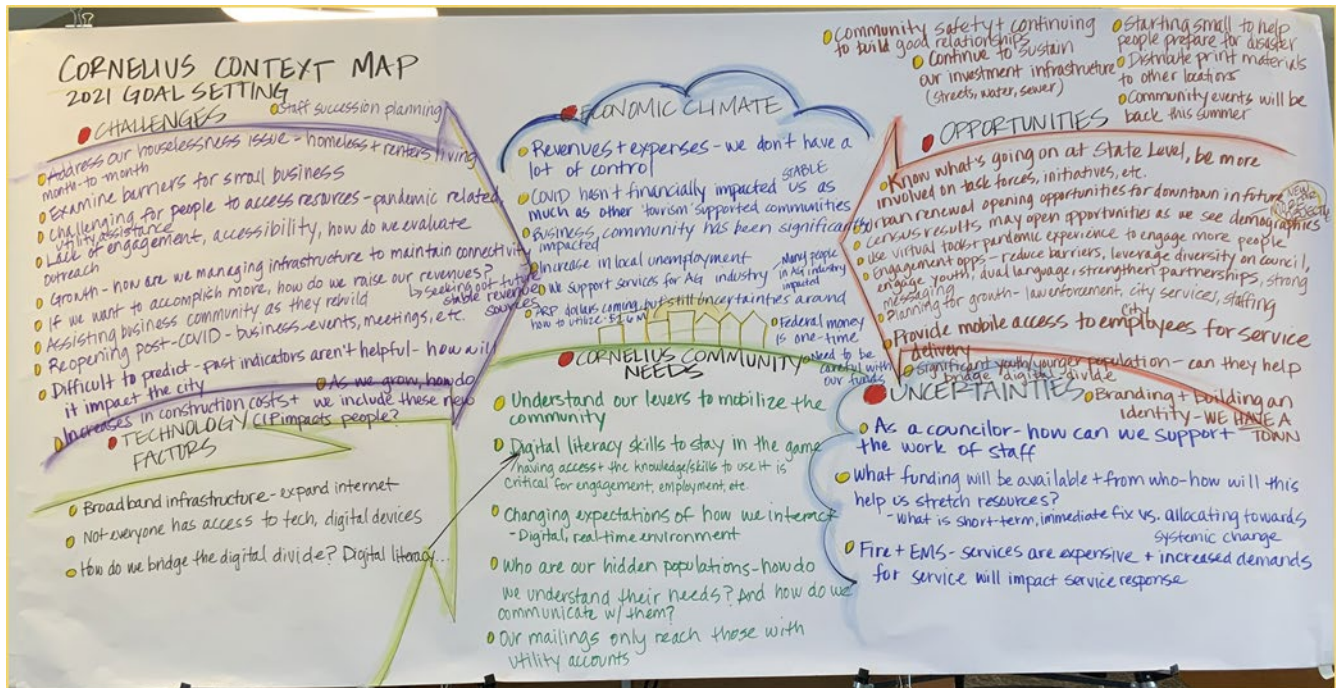 CORNELIUS CONTEXT MAP
2021 GOAL SETTING
Staff succession planning
CHALLENGES
Address our houselessness issue - homeless + renters living
month-to month
Examine barriers for small business
Challenging for people to access resources - pandemic related,
utility assistance
Lack of engagement, accessibility, how do we evaluate
outreach
Growth - how are we managing infrastructure to maintain connectivity
If we want to accomplish more, how do we raise our revenues?
Seeking out future
stable revenue
sources
Assisting business community as they rebuild
Reopening post-COVID - business-events, meetings, etc.
Difficult to predict - past indicators aren't helpful - how will
it impact the city
As we grow, how do
we include these new
people?
Increases in construction costs +
CIP impacts
TECHNOLOGY
FACTORS
Broadband infrastructure - expand internet
Not everyone has access to tech, digital devices
How do we bridge the digital divide? Digital literacy...
ECONOMIC CLIMATE
Revenues + expenses - we don't have a
lot of control
STABLE
COVID hasn't financially impacted us as
much as other 'tourism' supported communities
Business community has been significantly
impacted
Increase in local unemployment
We support services for AG industry
Many people
in AG industry
impacted
ARP dollars coming, but still uncertainties around
how to utilize
Federal money
is one-time
Need to be
careful with
our funds
CORNELIUS COMMUNITY
NEEDS
Understand our levers to mobilize the
community
Digital literacy skills to stay in the game
having access + the knowledge/skills to use it is
critical for engagement, employment, etc
Changing expectations of how we interact
- Digital, real-time environment
Who are our hidden populations - how do
we understand their needs? And how do we
communicate w/ them?
Our mailings only reach those with
utility accounts
Community safety + continuing
to build good relationships
Continue to sustain
our investment infrastructure
(streets, water, sewer)
Starting small to help
people prepare for disaster
Distribute print materials
to other locations
Community events will be
back this summer
OPPORTUNITIES
Know what's going on at State Level, be more
involved on task forces, initiatives, etc.
Urban renewal opening opportunities for downtown in future
NEW
Census results may open opportunities as we see demographics
Use virtual tools + pandemic experience to engage more people
Engagement opps - reduce barriers, leverage diversity on council,
engage youth, dual language, strengthen partnerships, strong
messaging
Planning for growth - law enforcement, city services, staffing
Provide mobile access to city employees for service
delivery
Significant youth/younger population - can they help
bridge digital divide
Branding + building an
identity - WE HAVE A
TOWN
UNCERTAINTIES
As a councilor - how can we support
the work of staff
What funding will be available + from who - how will this
help us stretch resources?
- What is short-term, immediate fix vs. allocating towards
systemic change
Fire + EMS - services are expensive + increased demands
for service will impact service response